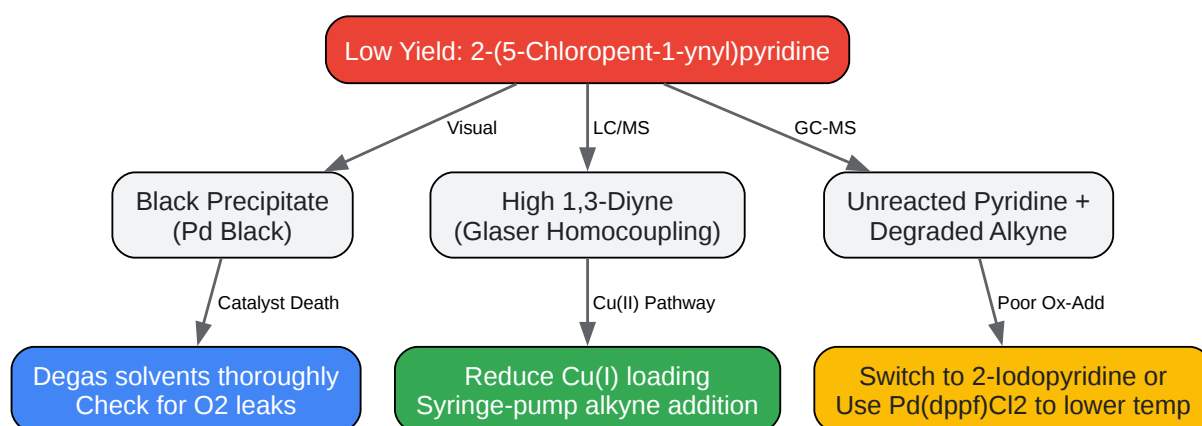 Low Yield: 2-(5-Chloropent-1-ynyl)pyridine
Visual
LC/MS
GC-MS
Black Precipitate
(Pd Black)
High 1,3-Diyne
(Glaser Homocoupling)
Unreacted Pyridine +
Degraded Alkyne
Catalyst Death
Cu(II) Pathway
Poor Ox-Add
Degas solvents thoroughly
Check for O2 leaks
Reduce Cu(I) loading
Syringe-pump alkyne addition
Switch to 2-Iodopyridine or
Use Pd(dppf)Cl2 to lower temp